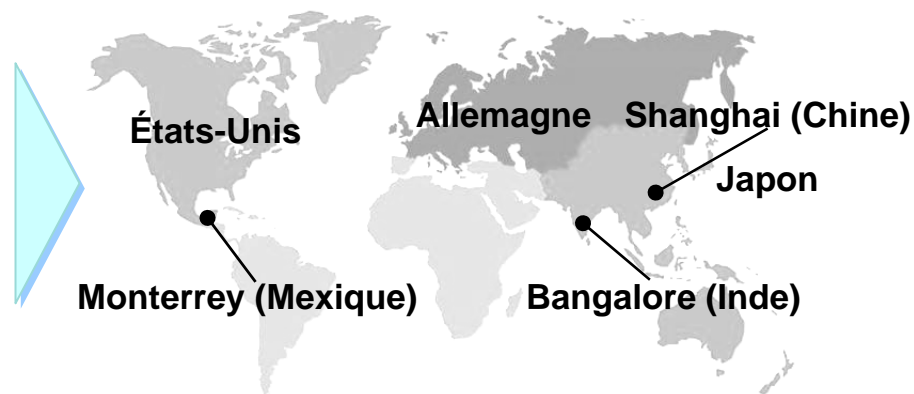 États-Unis
Allemagne
Shanghai (Chine)
Japon
Monterrey (Mexique)
Bangalore (Inde)